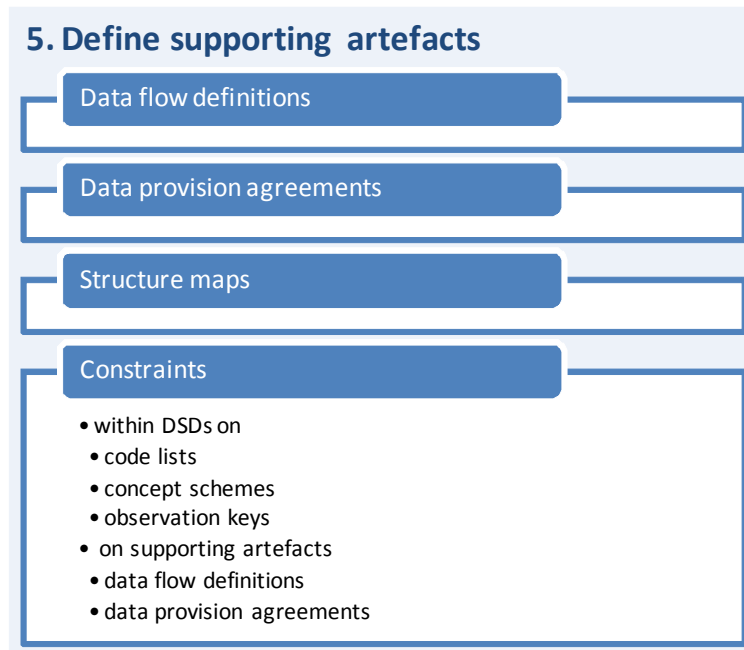 5. Define supporting artefacts
Data flow definitions
Data provision agreements
Structure maps
Constraints
• within DSDs on
• code lists
• concept schemes
• observation keys
• on supporting artefacts
• data flow definitions
• data provision agreements